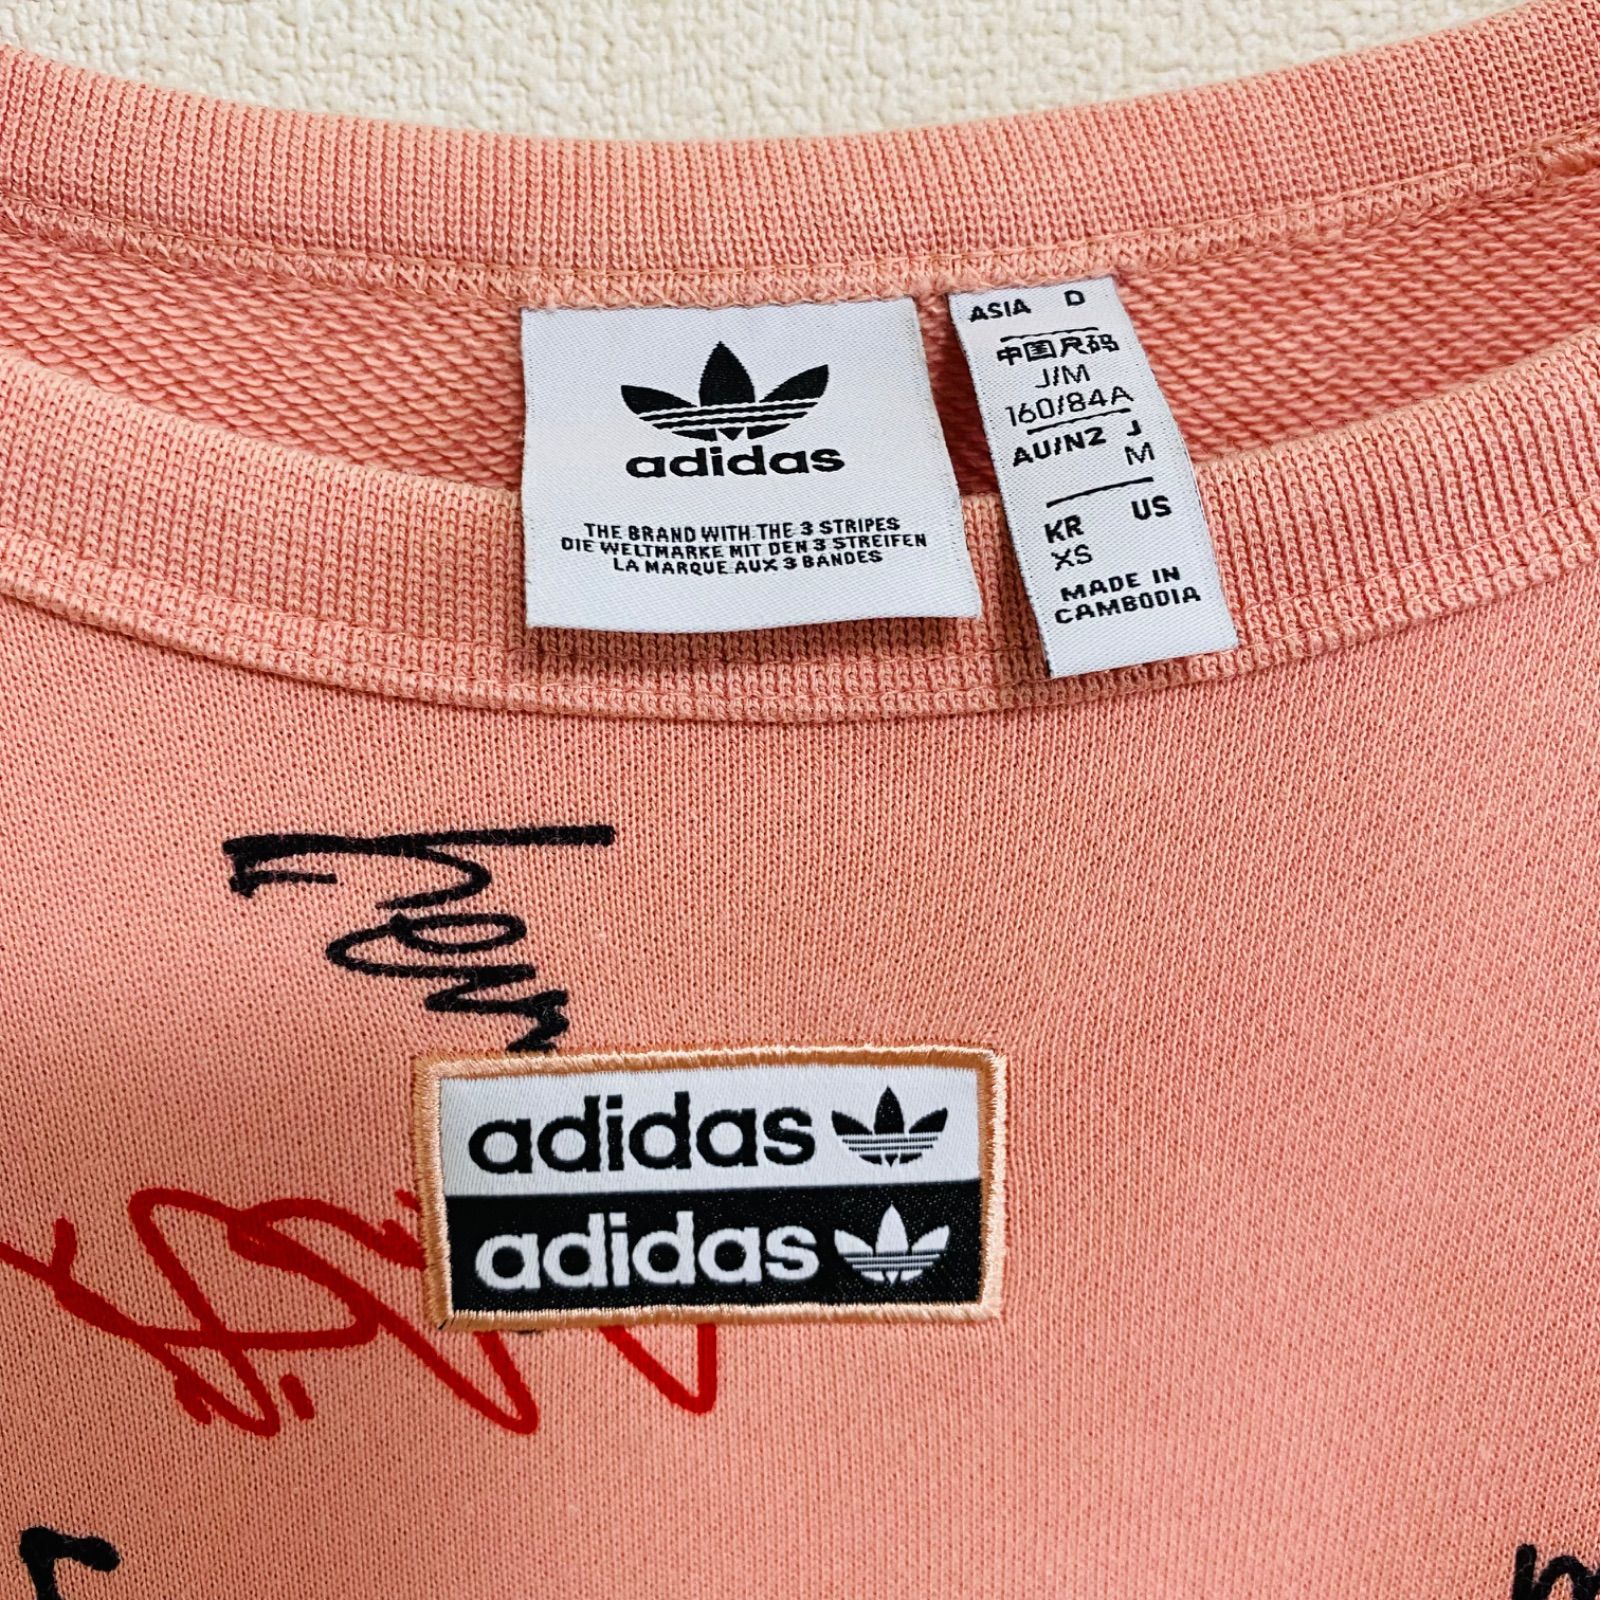 adidas
THE BRAND WITH THE 3 STRIPES
DIE WELTMARKE MIT DEN 3 STREIFEN
LA MARQUE AUX 3 BANDES
ASIA D
中国尺码
J/M
160/84A
AU/NZ J
M
KR US
XS
MADE IN
CAMBODIA
adidas
adidas